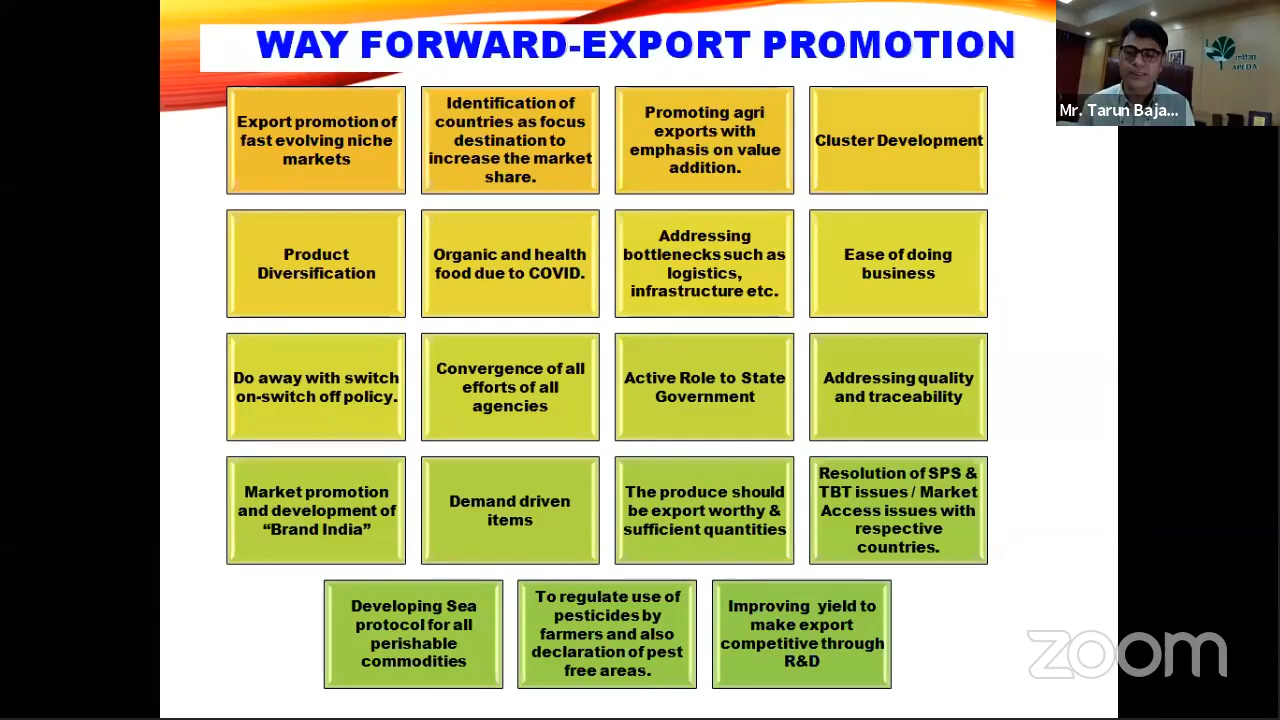 WAY FORWARD-EXPORT PROMOTION
एपीडा
APEDA
Mr. Tarun Baja...
Export promotion of
fast evolving niche
markets
Identification of
countries as focus
destination to
increase the market
share.
Promoting agri
exports with
emphasis on value
addition.
Cluster Development
Product
Diversification
Organic and health
food due to COVID.
Addressing
bottlenecks such as
logistics,
infrastructure etc.
Ease of doing
business
Do away with switch
on-switch off policy.
Convergence of all
efforts of all
agencies
Active Role to State
Government
Addressing quality
and traceability
Market promotion
and development of
“Brand India”
Demand driven
items
The produce should
be export worthy &
sufficient quantities
Resolution of SPS &
TBT issues / Market
Access issues with
respective
countries.
Developing Sea
protocol for all
perishable
commodities
To regulate use of
pesticides by
farmers and also
declaration of pest
free areas.
Improving yield to
make export
competitive through
R&D
zoom